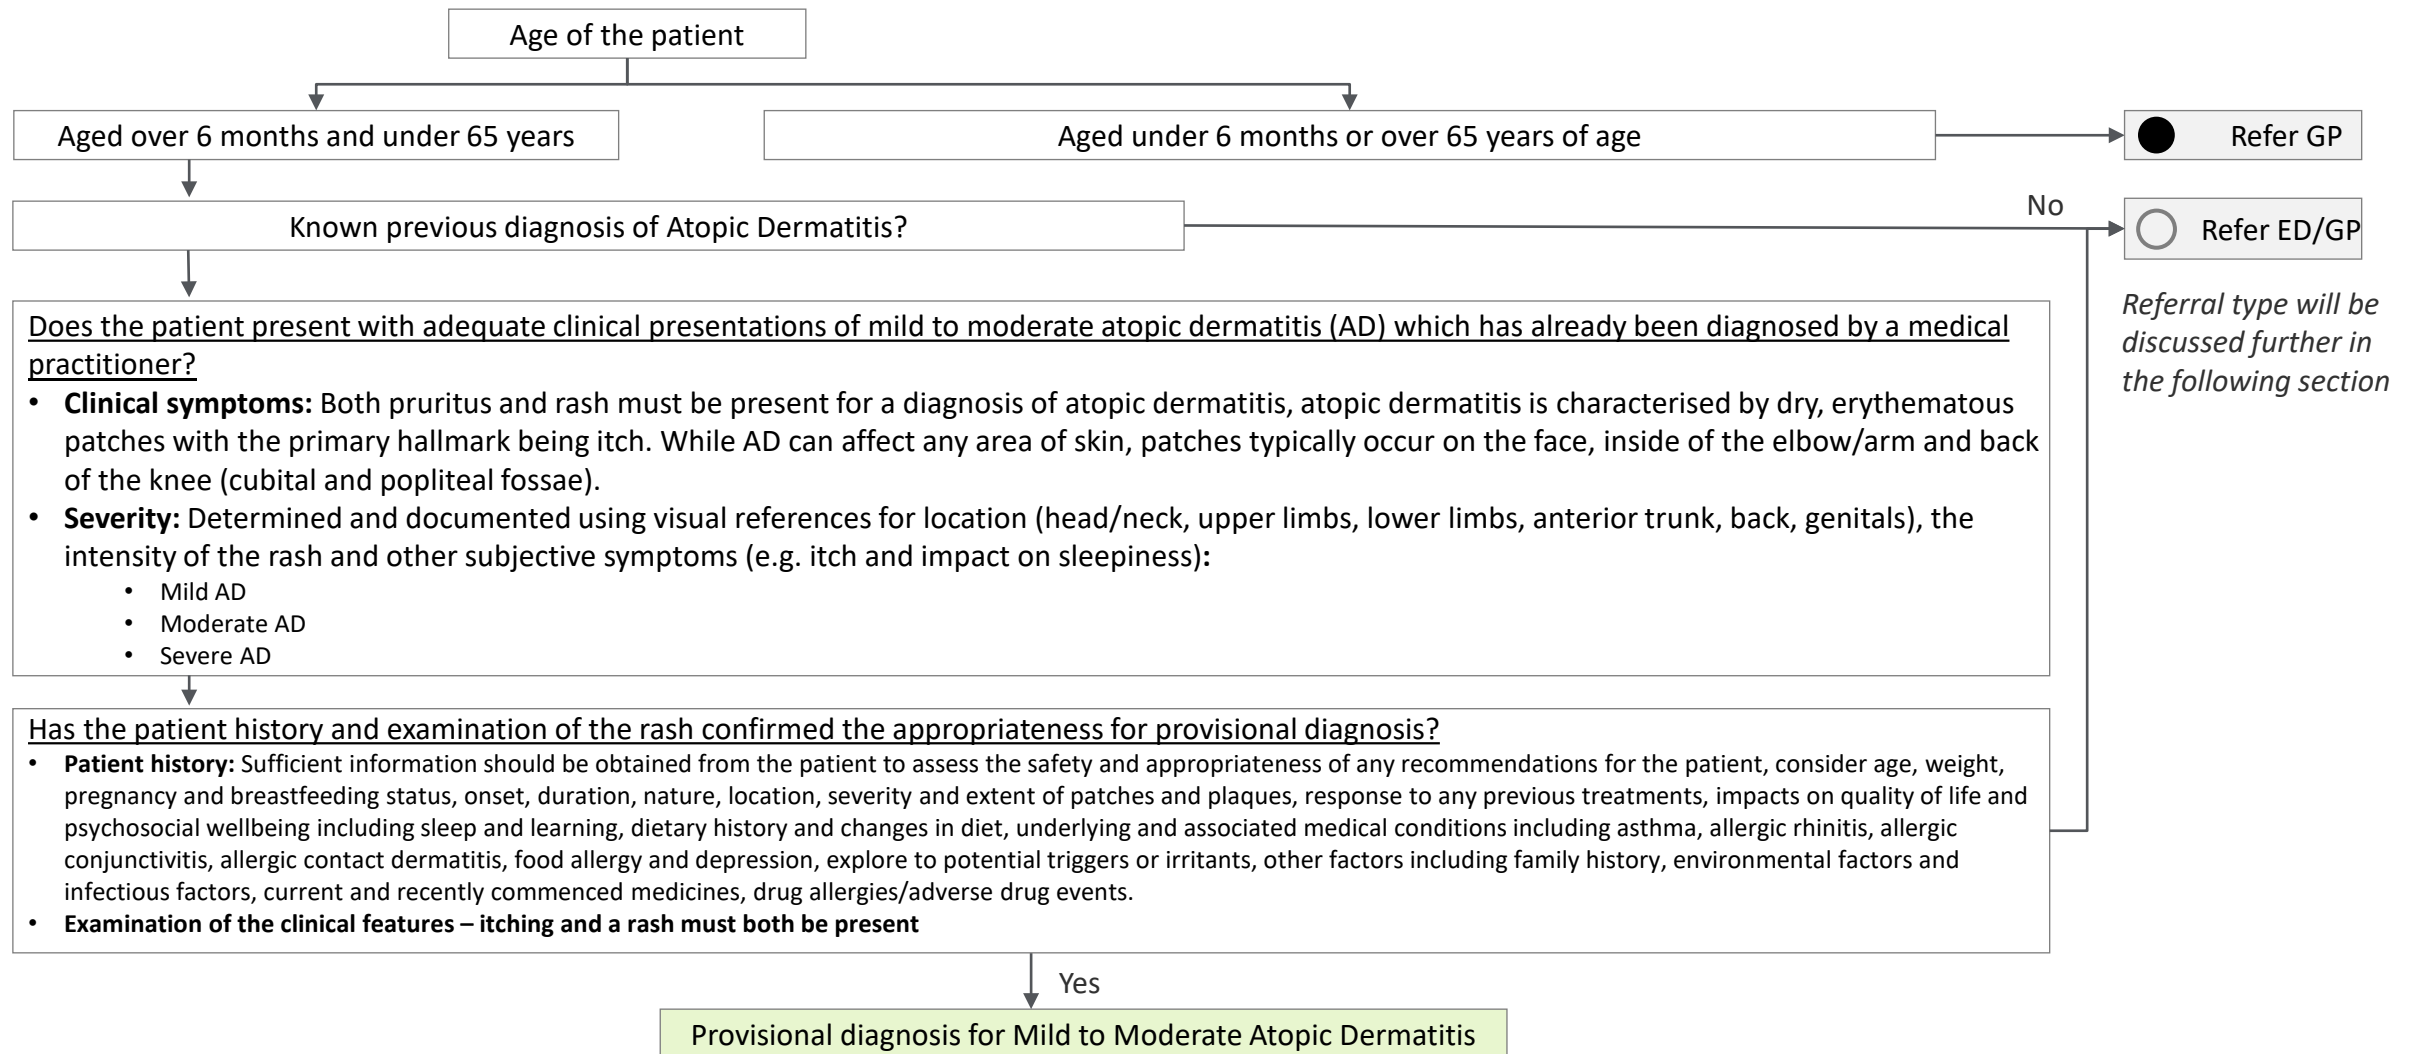 Age of the patient
Aged over 6 months and under 65 years
Aged under 6 months or over 65 years of age
Refer GP
Known previous diagnosis of Atopic Dermatitis?
No
Refer ED/GP
Referral type will be
discussed further in
the following section
Does the patient present with adequate clinical presentations of mild to moderate atopic dermatitis (AD) which has already been diagnosed by a medical
practitioner?
• Clinical symptoms: Both pruritus and rash must be present for a diagnosis of atopic dermatitis, atopic dermatitis is characterised by dry, erythematous
patches with the primary hallmark being itch. While AD can affect any area of skin, patches typically occur on the face, inside of the elbow/arm and back
of the knee (cubital and popliteal fossae).
• Severity: Determined and documented using visual references for location (head/neck, upper limbs, lower limbs, anterior trunk, back, genitals), the
intensity of the rash and other subjective symptoms (e.g. itch and impact on sleepiness):
• Mild AD
• Moderate AD
• Severe AD
Has the patient history and examination of the rash confirmed the appropriateness for provisional diagnosis?
• Patient history: Sufficient information should be obtained from the patient to assess the safety and appropriateness of any recommendations for the patient, consider age, weight,
pregnancy and breastfeeding status, onset, duration, nature, location, severity and extent of patches and plaques, response to any previous treatments, impacts on quality of life and
psychosocial wellbeing including sleep and learning, dietary history and changes in diet, underlying and associated medical conditions including asthma, allergic rhinitis, allergic
conjunctivitis, allergic contact dermatitis, food allergy and depression, explore to potential triggers or irritants, other factors including family history, environmental factors and
infectious factors, current and recently commenced medicines, drug allergies/adverse drug events.
• Examination of the clinical features – itching and a rash must both be present
Yes
Provisional diagnosis for Mild to Moderate Atopic Dermatitis